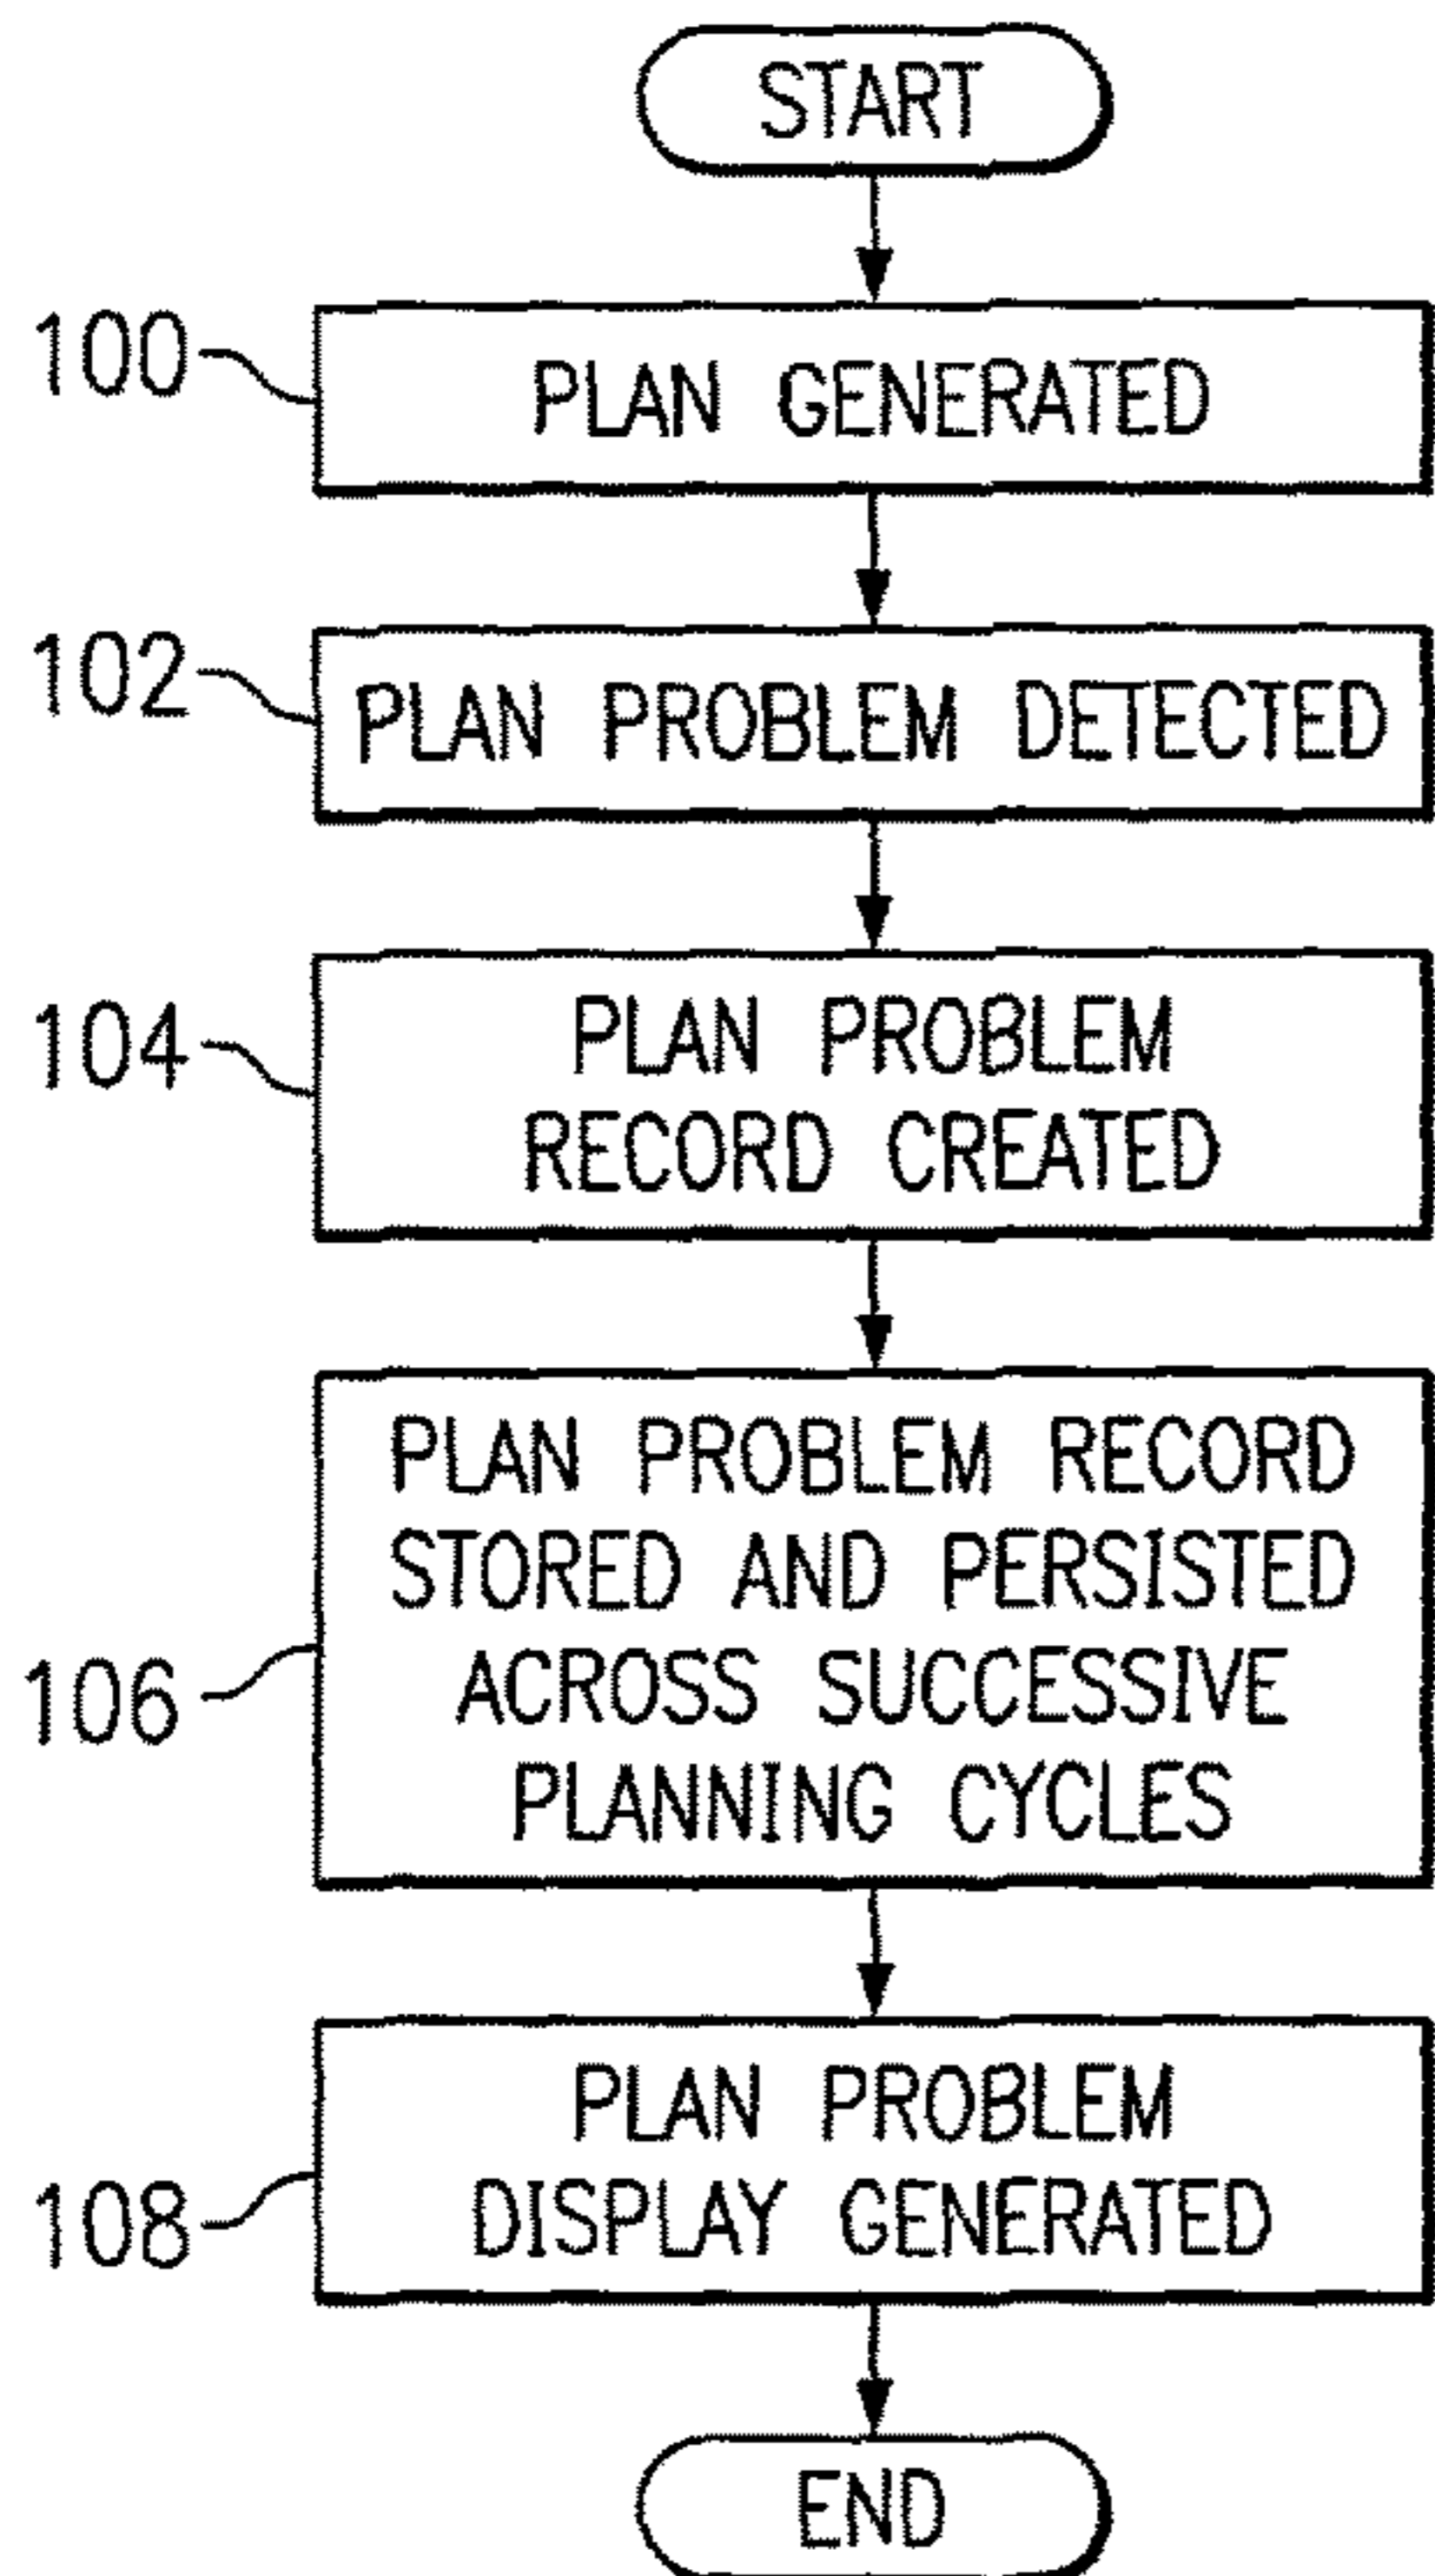 START
100
PLAN GENERATED
102
PLAN PROBLEM DETECTED
104
PLAN PROBLEM
RECORD CREATED
106
PLAN PROBLEM RECORD
STORED AND PERSISTED
ACROSS SUCCESSIVE
PLANNING CYCLES
108
PLAN PROBLEM
DISPLAY GENERATED
END